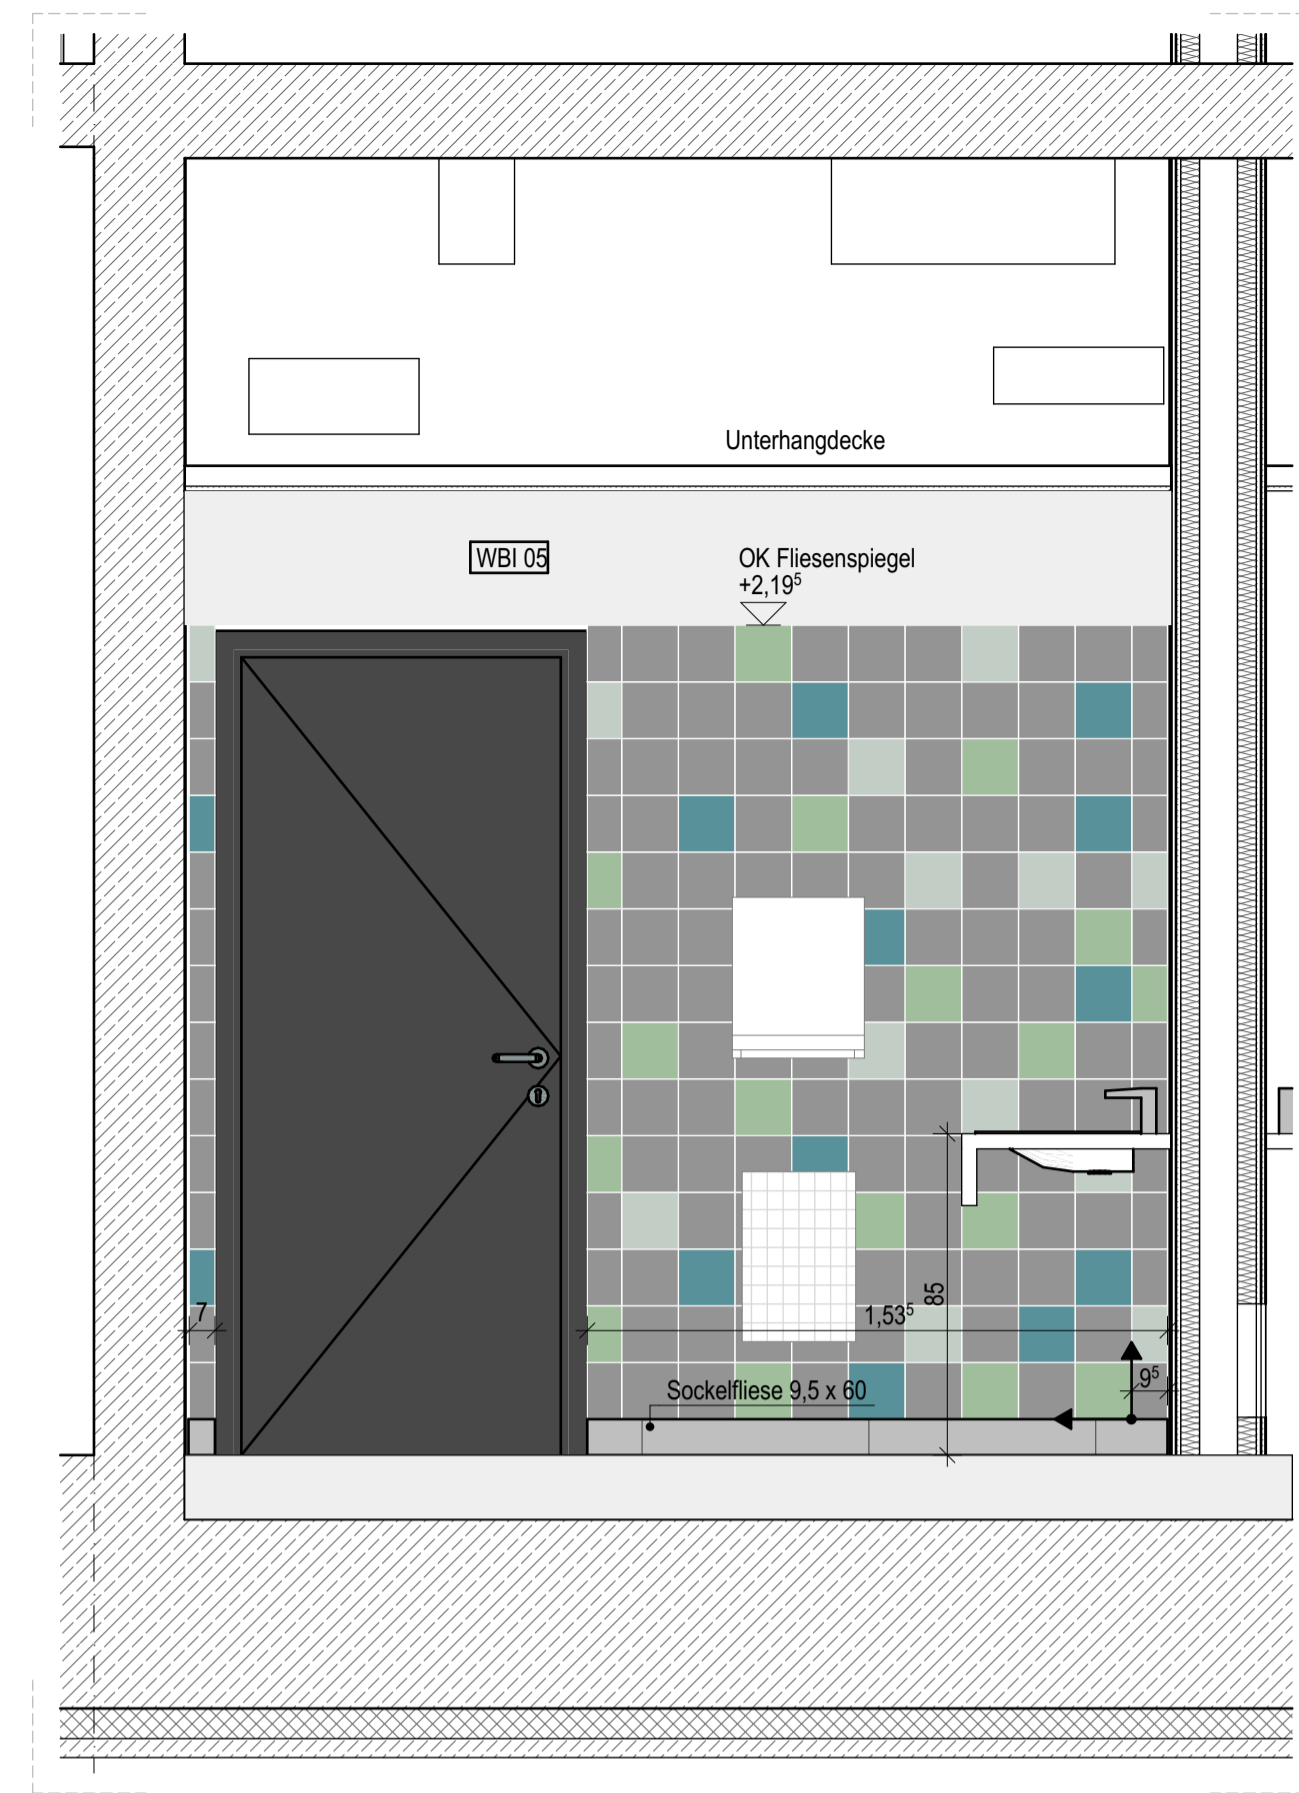 Unterhangdecke
WBI 05
OK Fliesenspiegel
+2,19⁵
7
85
1,53⁵
9⁵
Sockelfliese 9,5 x 60